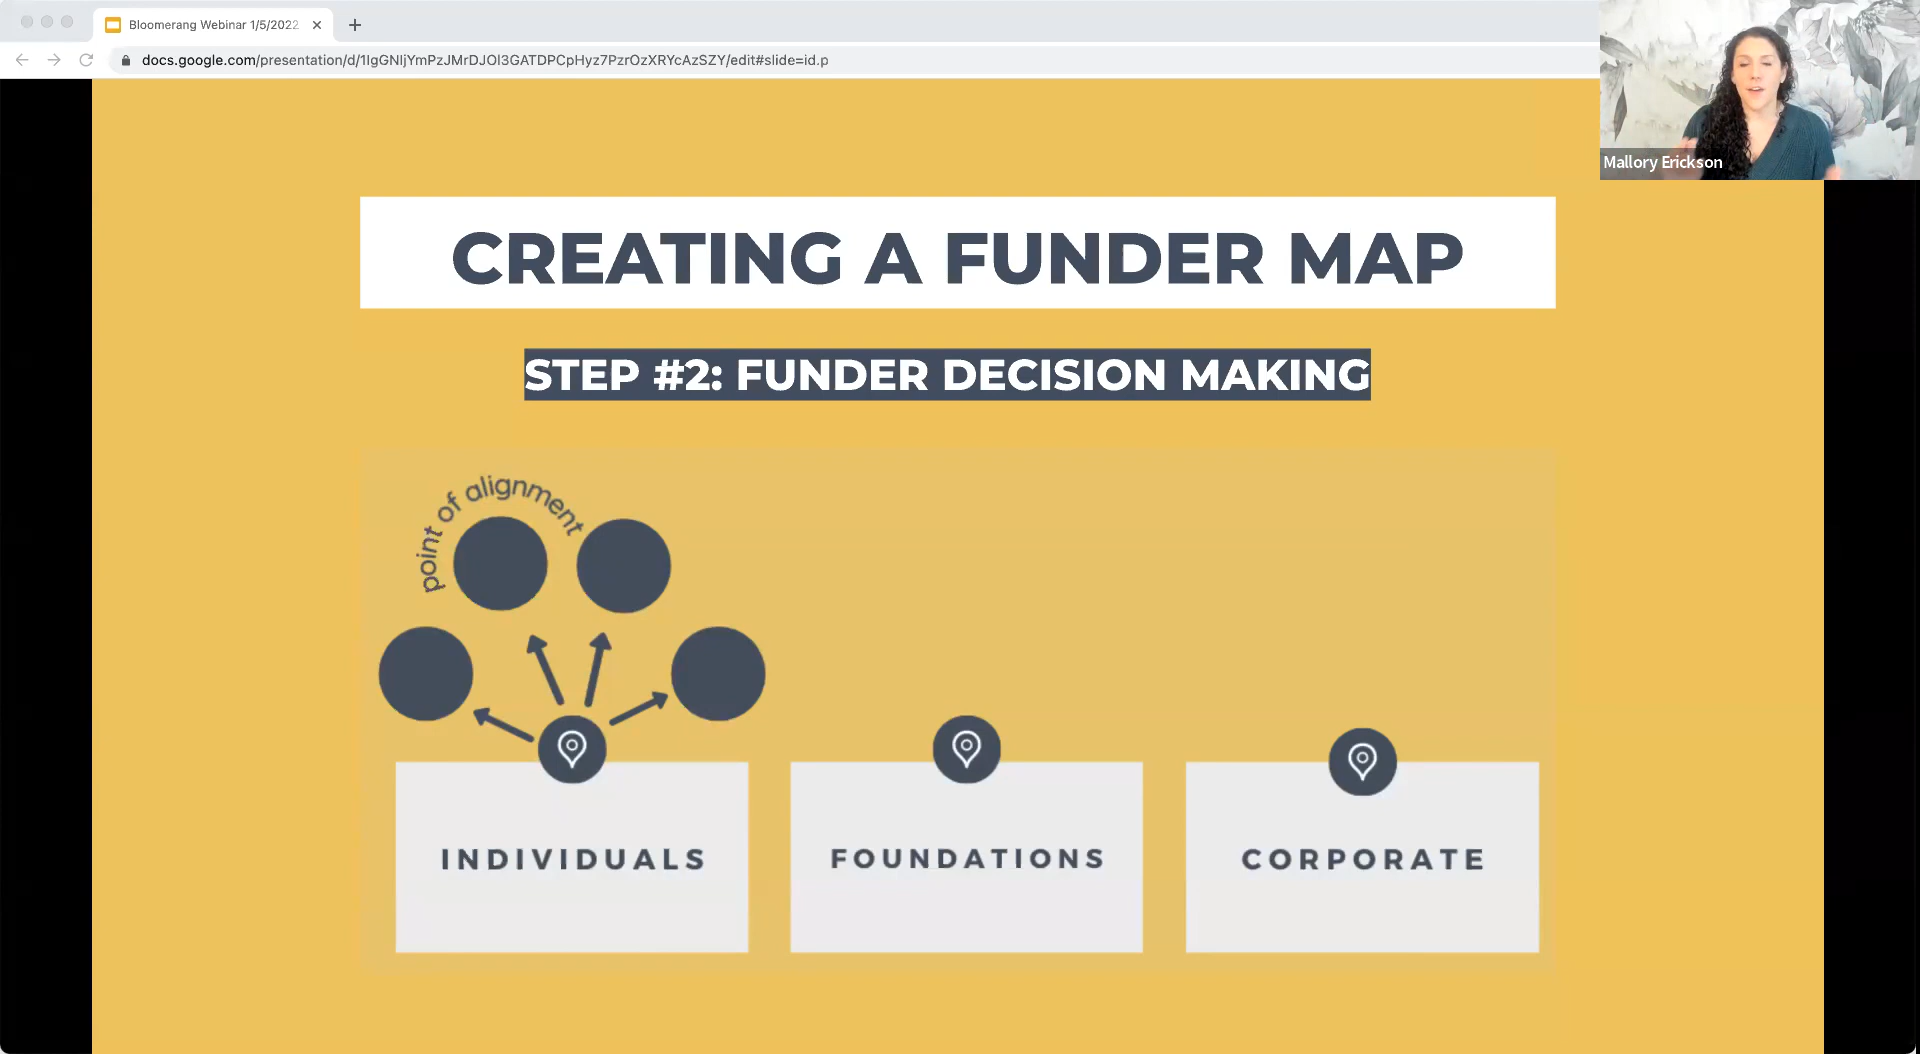 Bloomerang Webinar 1/5/2022
docs.google.com/presentation/d/1IgGNljYmPzJMrDJOl3GATDPCpHyz7PzrOzXRYcAzSZY/edit#slide=id.p
Mallory Erickson
CREATING A FUNDER MAP
STEP #2: FUNDER DECISION MAKING
point of alignment
INDIVIDUALS
FOUNDATIONS
CORPORATE